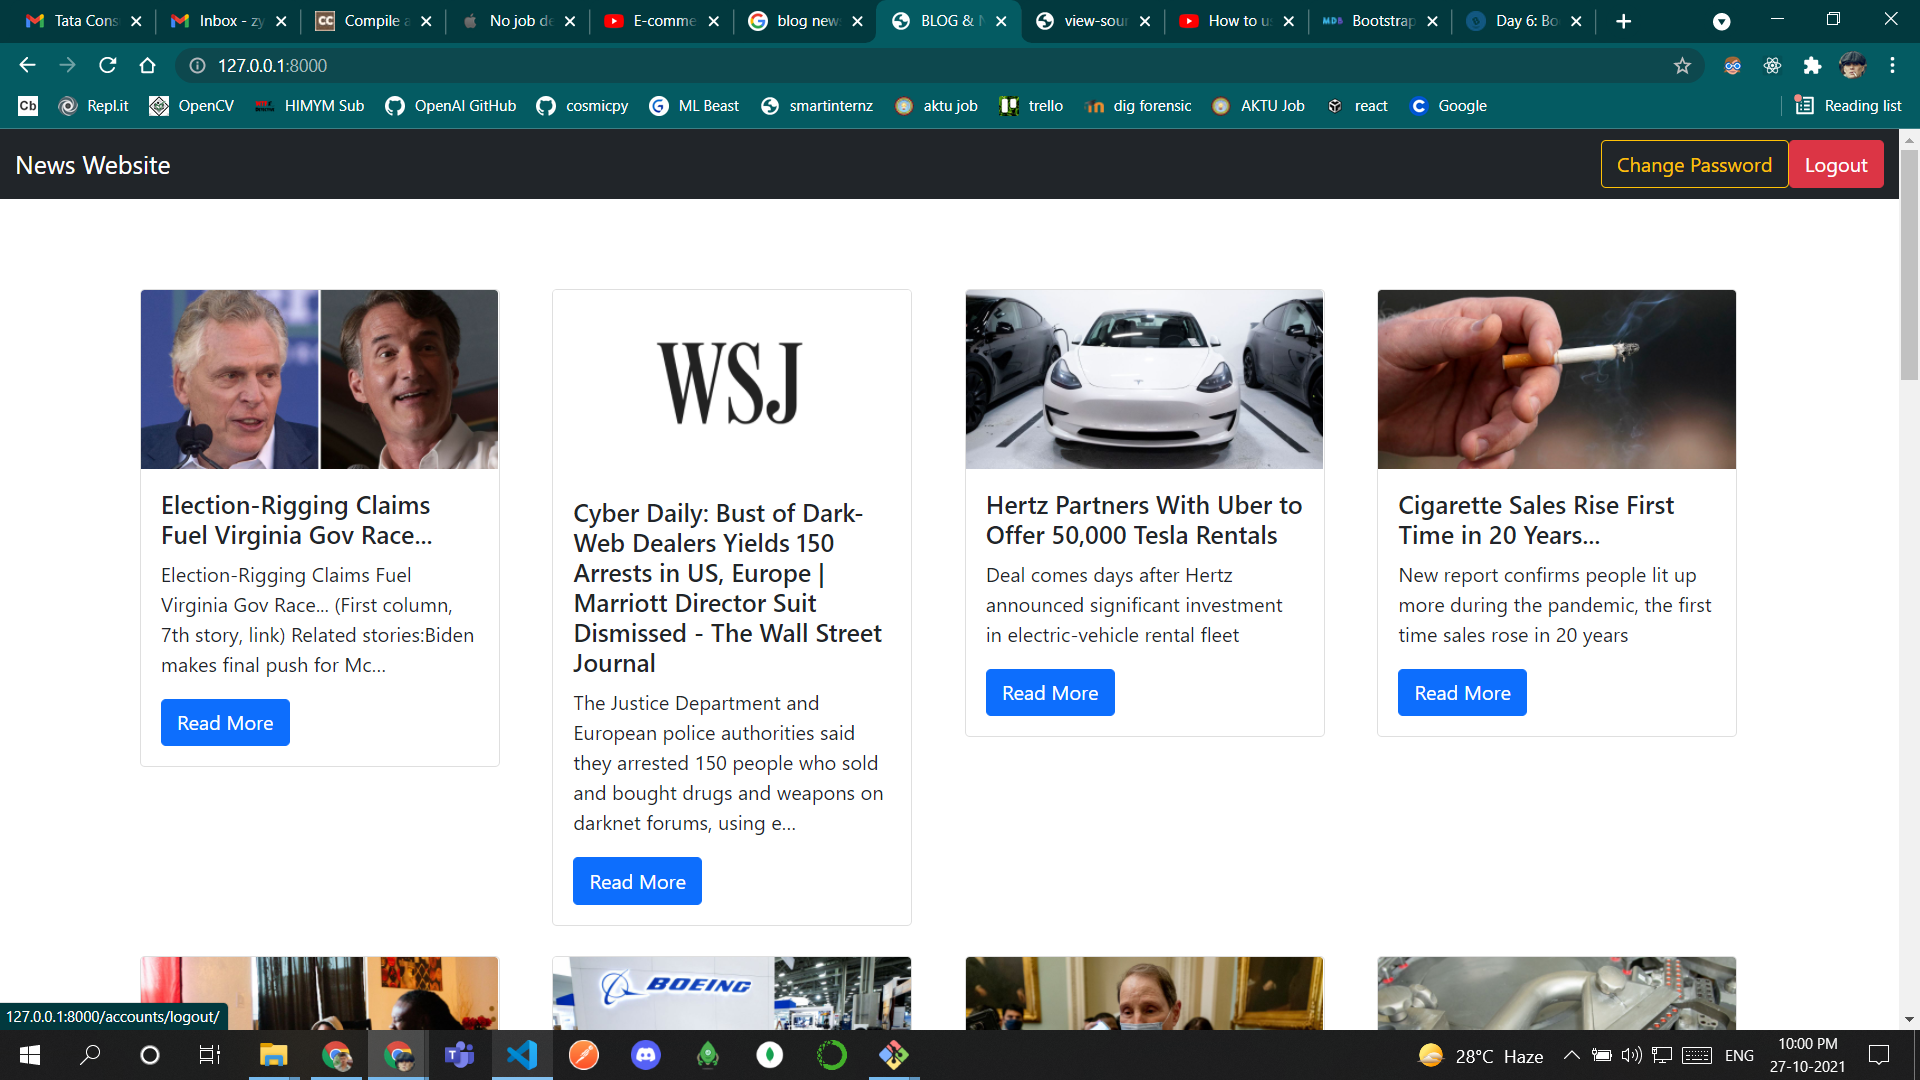 Tata Cons
Inbox - zy
Compile a
No job de
E-comme
blog new
BLOG & N
view-sour
How to u
Bootstrap
Day 6: Bo
127.0.0.1:8000
Cb
Repl.it
OpenCV
HIMYM Sub
OpenAI GitHub
cosmicpy
ML Beast
smartinternz
aktu job
trello
dig forensic
AKTU Job
react
Google
Reading list
News Website
Change Password
Logout
Election-Rigging Claims
Fuel Virginia Gov Race...
Election-Rigging Claims Fuel
Virginia Gov Race... (First column,
7th story, link) Related stories:Biden
makes final push for Mc...
Read More
WSJ
Cyber Daily: Bust of Dark-
Web Dealers Yields 150
Arrests in US, Europe |
Marriott Director Suit
Dismissed - The Wall Street
Journal
The Justice Department and
European police authorities said
they arrested 150 people who sold
and bought drugs and weapons on
darknet forums, using e...
Read More
Hertz Partners With Uber to
Offer 50,000 Tesla Rentals
Deal comes days after Hertz
announced significant investment
in electric-vehicle rental fleet
Read More
Cigarette Sales Rise First
Time in 20 Years...
New report confirms people lit up
more during the pandemic, the first
time sales rose in 20 years
Read More
BOEING
127.0.0.1:8000/accounts/logout/
28°C Haze
ENG
10:00 PM
27-10-2021